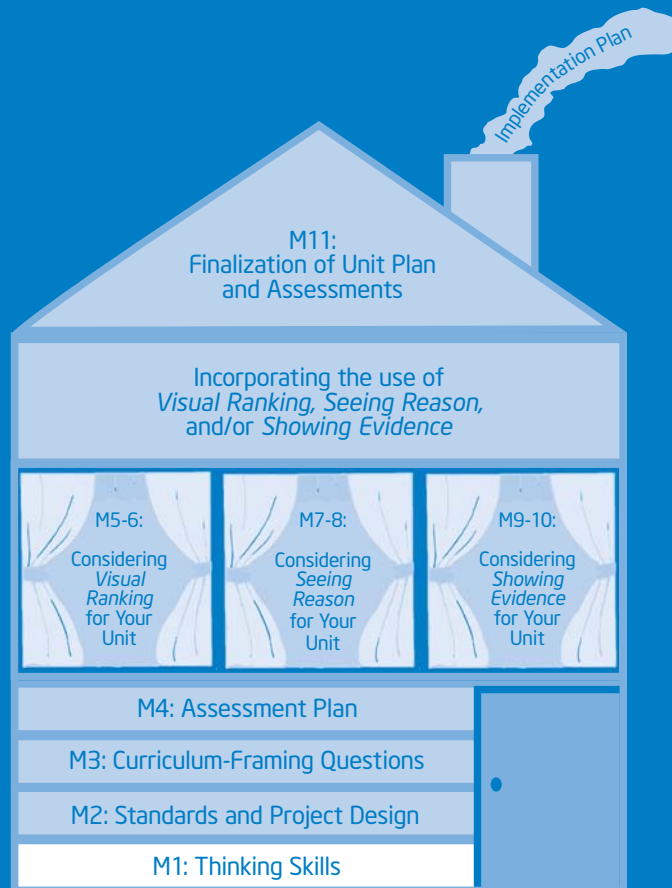 Implementation Plan
M11:
Finalization of Unit Plan
and Assessments
Incorporating the use of
Visual Ranking, Seeing Reason,
and/or Showing Evidence
M5-6:
Considering
Visual
Ranking
for Your
Unit
M7-8:
Considering
Seeing
Reason
for Your
Unit
M9-10:
Considering
Showing
Evidence
for Your
Unit
M4: Assessment Plan
M3: Curriculum-Framing Questions
M2: Standards and Project Design
M1: Thinking Skills